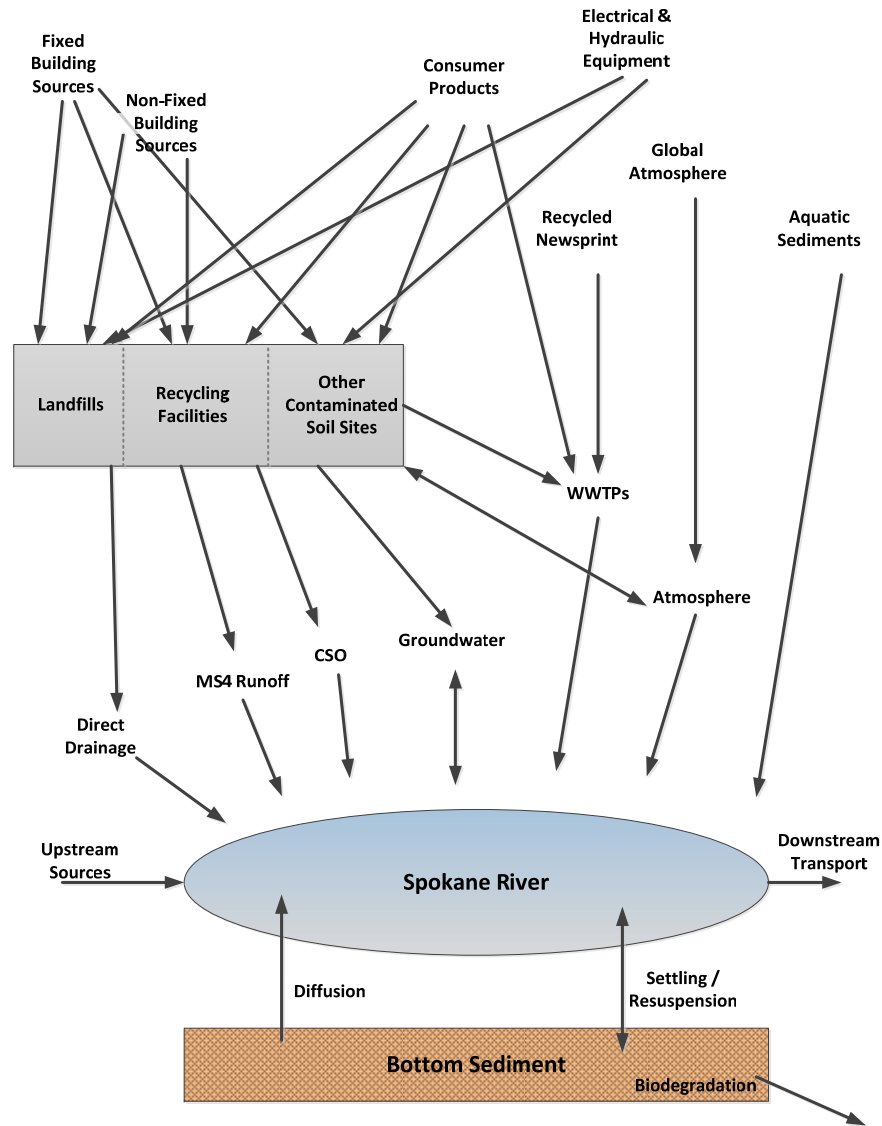 Fixed
Building
Sources
Non-Fixed
Building
Sources
Consumer
Products
Electrical &
Hydraulic
Equipment
Global
Atmosphere
Recycled
Newsprint
Aquatic
Sediments
Landfills
Recycling
Facilities
Other
Contaminated
Soil Sites
WWTPs
Atmosphere
Groundwater
CSO
MS4 Runoff
Direct
Drainage
Upstream
Sources
Spokane River
Downstream
Transport
Diffusion
Settling /
Resuspension
Bottom Sediment
Biodegradation